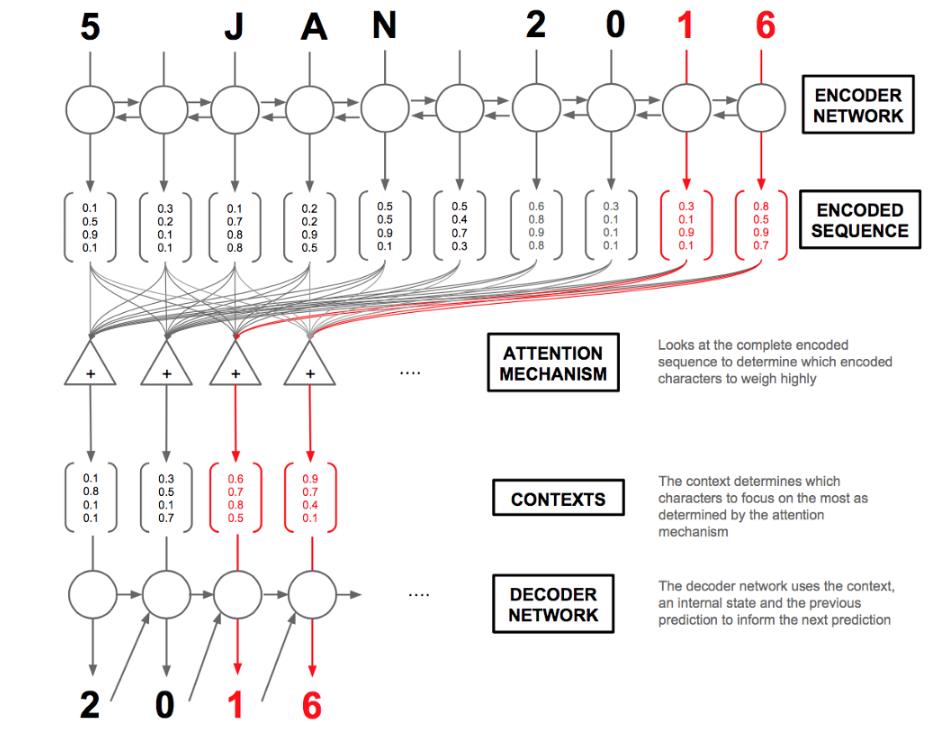 5 J A N 2 0 1 6
ENCODER
NETWORK
0.1 0.3 0.1 0.2 0.5 0.5 0.6 0.3 0.3 0.8
0.5 0.2 0.7 0.2 0.5 0.4 0.8 0.1 0.1 0.5
0.9 0.1 0.8 0.9 0.9 0.7 0.9 0.1 0.9 0.9
0.1 0.1 0.8 0.5 0.1 0.3 0.8 0.1 0.1 0.7
ENCODED
SEQUENCE
+ + + + ....
ATTENTION
MECHANISM
Looks at the complete encoded
sequence to determine which encoded
characters to weigh highly
0.1 0.3 0.6 0.9
0.8 0.5 0.7 0.7
0.1 0.1 0.8 0.4
0.1 0.7 0.5 0.1
CONTEXTS
The context determines which
characters to focus on the most as
determined by the attention
mechanism
....
DECODER
NETWORK
The decoder network uses the context,
an internal state and the previous
prediction to inform the next prediction
2 0 1 6